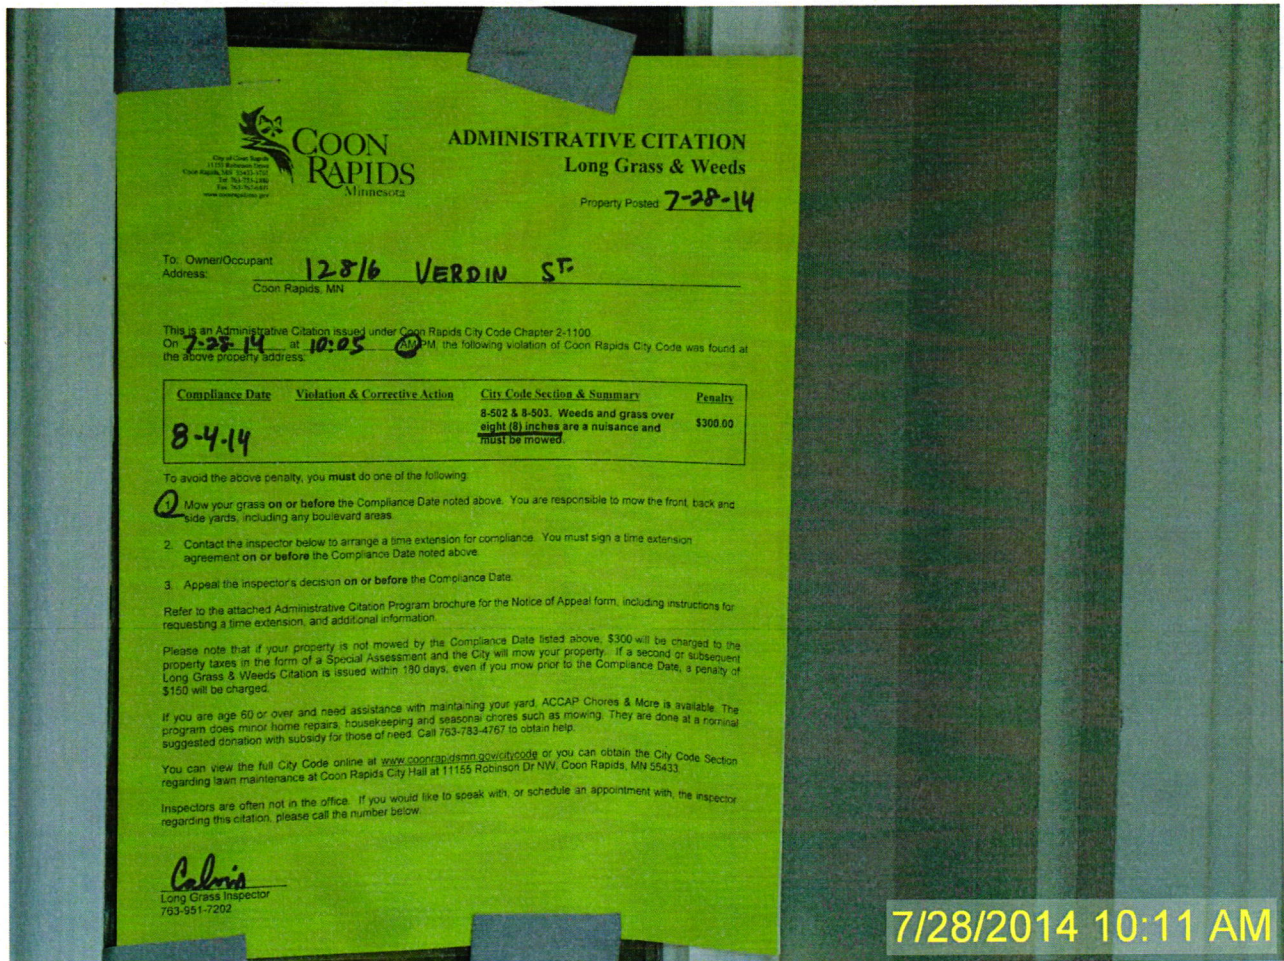 COON
RAPIDS
Minnesota
City of Coon Rapids
11155 Robinson Drive
Coon Rapids, MN 55433-3761
ADMINISTRATIVE CITATION
Long Grass & Weeds
Property Posted: 7-28-14
To: Owner/Occupant
Address: 12816 VERDIN ST.
Coon Rapids, MN
This is an Administrative Citation issued under Coon Rapids City Code Chapter 2-1100.
On 7-28-14 at 10:05 AM/PM, the following violation of Coon Rapids City Code was found at
the above property address:
Compliance Date Violation & Corrective Action City Code Section & Summary Penalty
8-4-14
8-502 & 8-503. Weeds and grass over
eight (8) inches are a nuisance and
must be mowed.
$300.00
To avoid the above penalty, you must do one of the following:
1. Mow your grass on or before the Compliance Date noted above. You are responsible to mow the front, back and
side yards, including any boulevard areas.
2. Contact the inspector below to arrange a time extension for compliance. You must sign a time extension
agreement on or before the Compliance Date noted above.
3. Appeal the inspector's decision on or before the Compliance Date.
Refer to the attached Administrative Citation Program brochure for the Notice of Appeal form, including instructions for
requesting a time extension, and additional information.
Please note that if your property is not mowed by the Compliance Date listed above, $300 will be charged to the
property taxes in the form of a Special Assessment and the City will mow your property. If a second or subsequent
Long Grass & Weeds Citation is issued within 180 days, even if you mow prior to the Compliance Date, a penalty of
$150 will be charged.
If you are age 60 or over and need assistance with maintaining your yard, ACCAP Chores & More is available. The
program does minor home repairs, housekeeping and seasonal chores such as mowing. They are done at a nominal
suggested donation with subsidy for those of need. Call 763-783-4767 to obtain help.
You can view the full City Code online at www.coonrapidsmn.gov/citycode or you can obtain the City Code Section
regarding lawn maintenance at Coon Rapids City Hall at 11155 Robinson Dr NW, Coon Rapids, MN 55433.
Inspectors are often not in the office. If you would like to speak with, or schedule an appointment with, the inspector
regarding this citation, please call the number below.
Calvin
Long Grass Inspector
763-951-7202
7/28/2014 10:11 AM